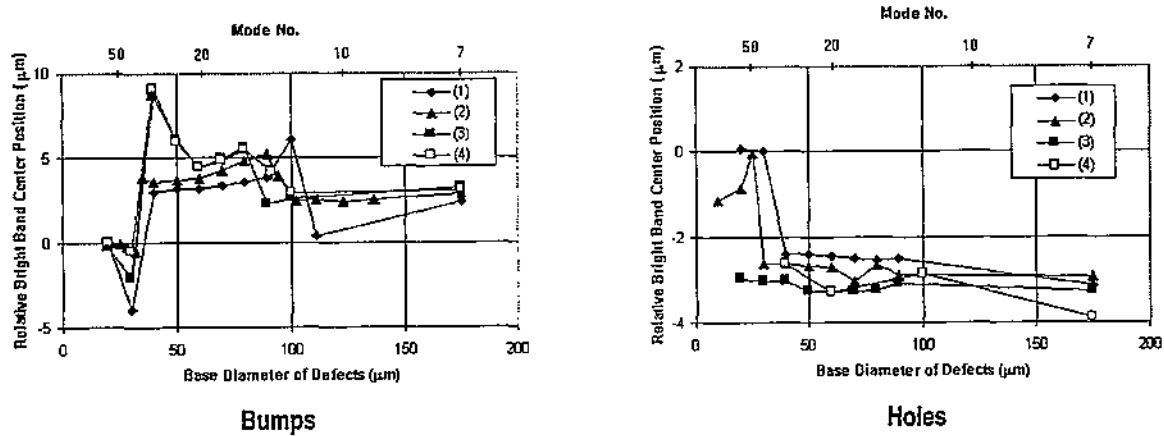 Mode No.
50 20 10 7
Relative Bright Band Center Position (μm)
10
5
0
-5
(1)
(2)
(3)
(4)
0 50 100 150 200
Base Diameter of Defects (μm)
Bumps
Mode No.
50 20 10 7
Relative Bright Band Center Position (μm)
2
0
-2
-4
(1)
(2)
(3)
(4)
0 50 100 150 200
Base Diameter of Defects (μm)
Holes